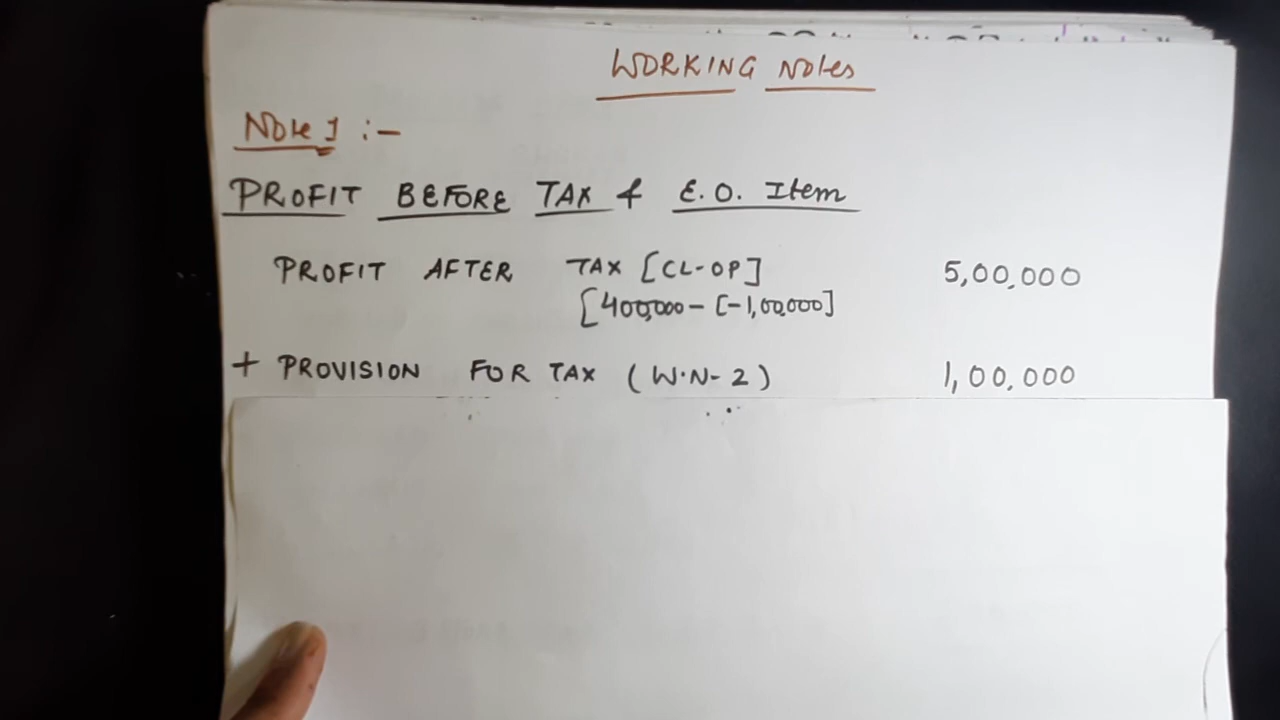 WORKING Notes
Note 1 :-
PROFIT BEFORE TAX & E.O. Item
PROFIT AFTER TAX [CL-OP] 5,00,000
[400,000 - [-1,00,000]
+ PROVISION FOR TAX (W.N-2) 1,00,000